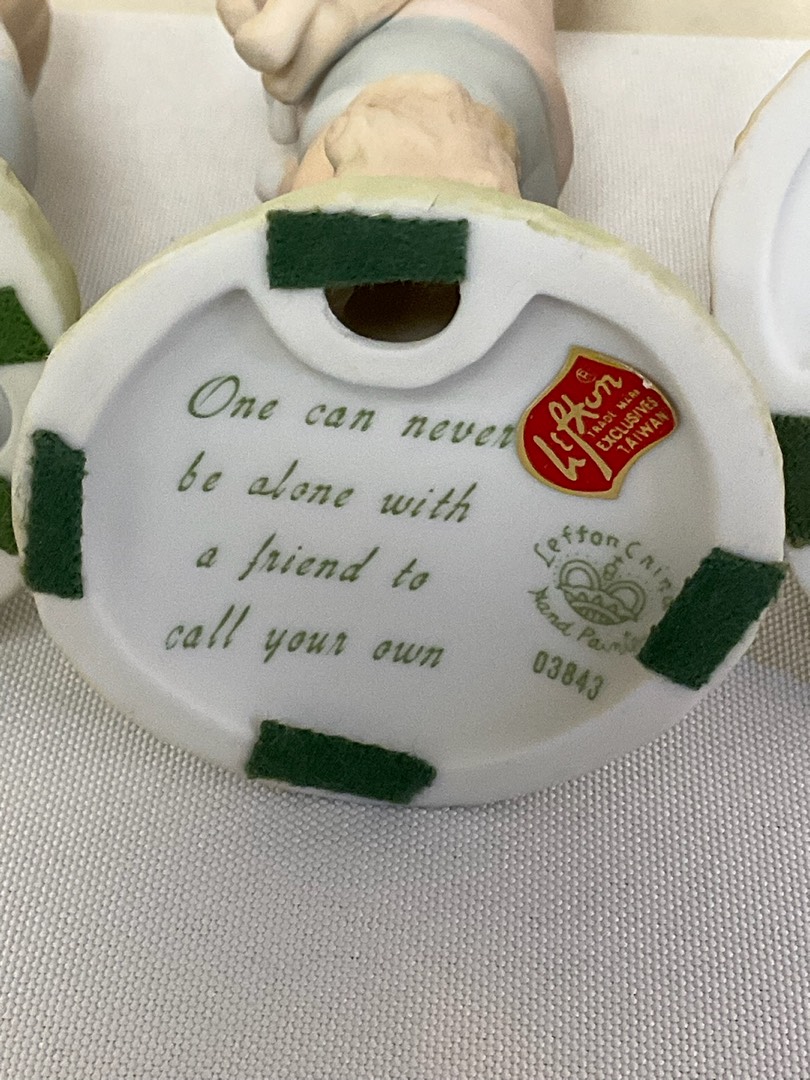 One can never
be alone with
a friend to
call your own
Lefton
®
TRADE MARK
EXCLUSIVES
TAIWAN
Lefton China
Hand Painted
03843